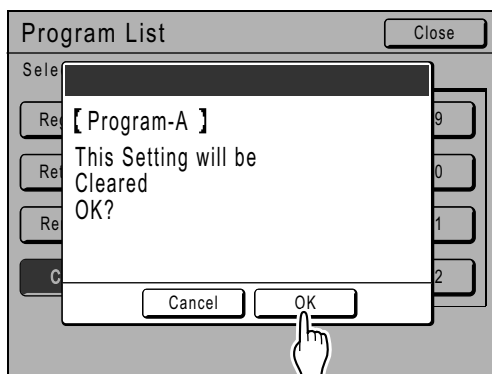 Program List
Close
Sele
Re
9
【Program-A 】
This Setting will be
Cleared
OK?
Ret
0
Re
1
C
2
Cancel
OK